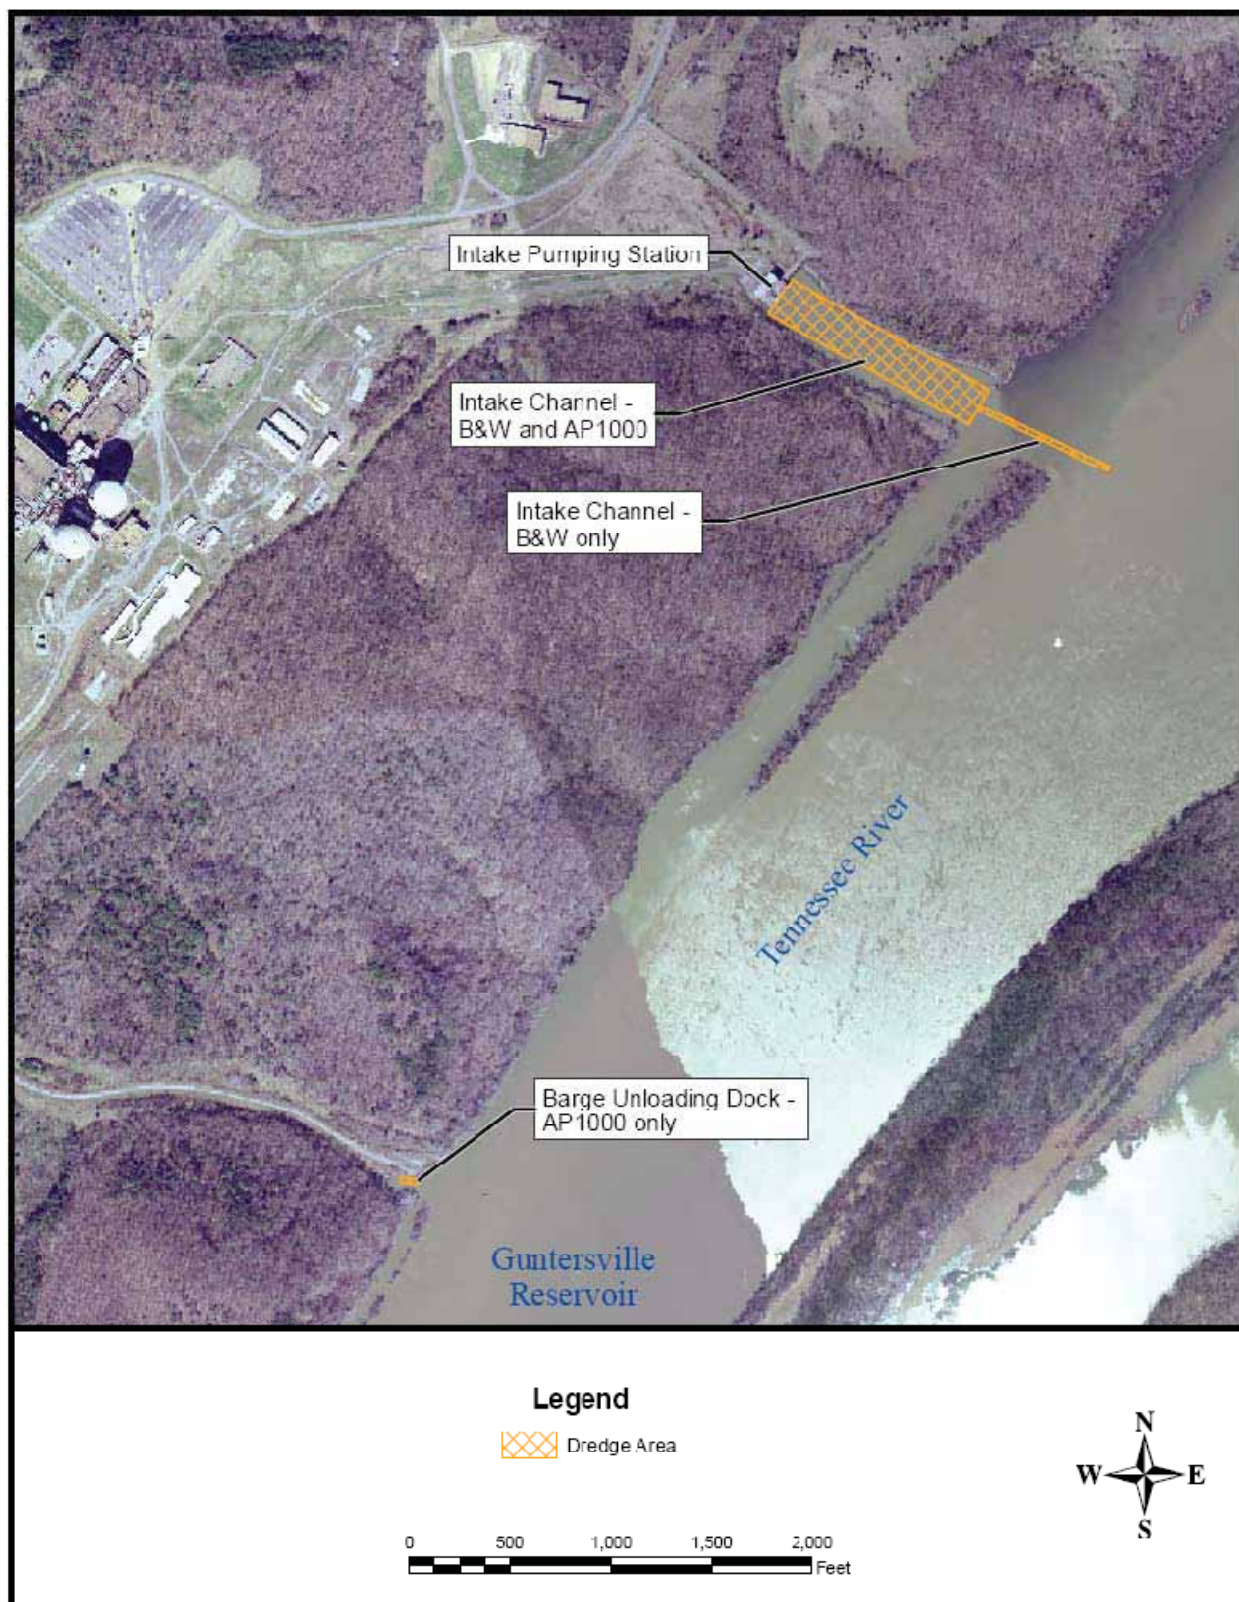 Intake Pumping Station
Intake Channel -
B&W and AP1000
Intake Channel -
B&W only
Tennessee River
Barge Unloading Dock -
AP1000 only
Guntersville
Reservoir
Legend
Dredge Area
N
W E
S
0 500 1,000 1,500 2,000
Feet